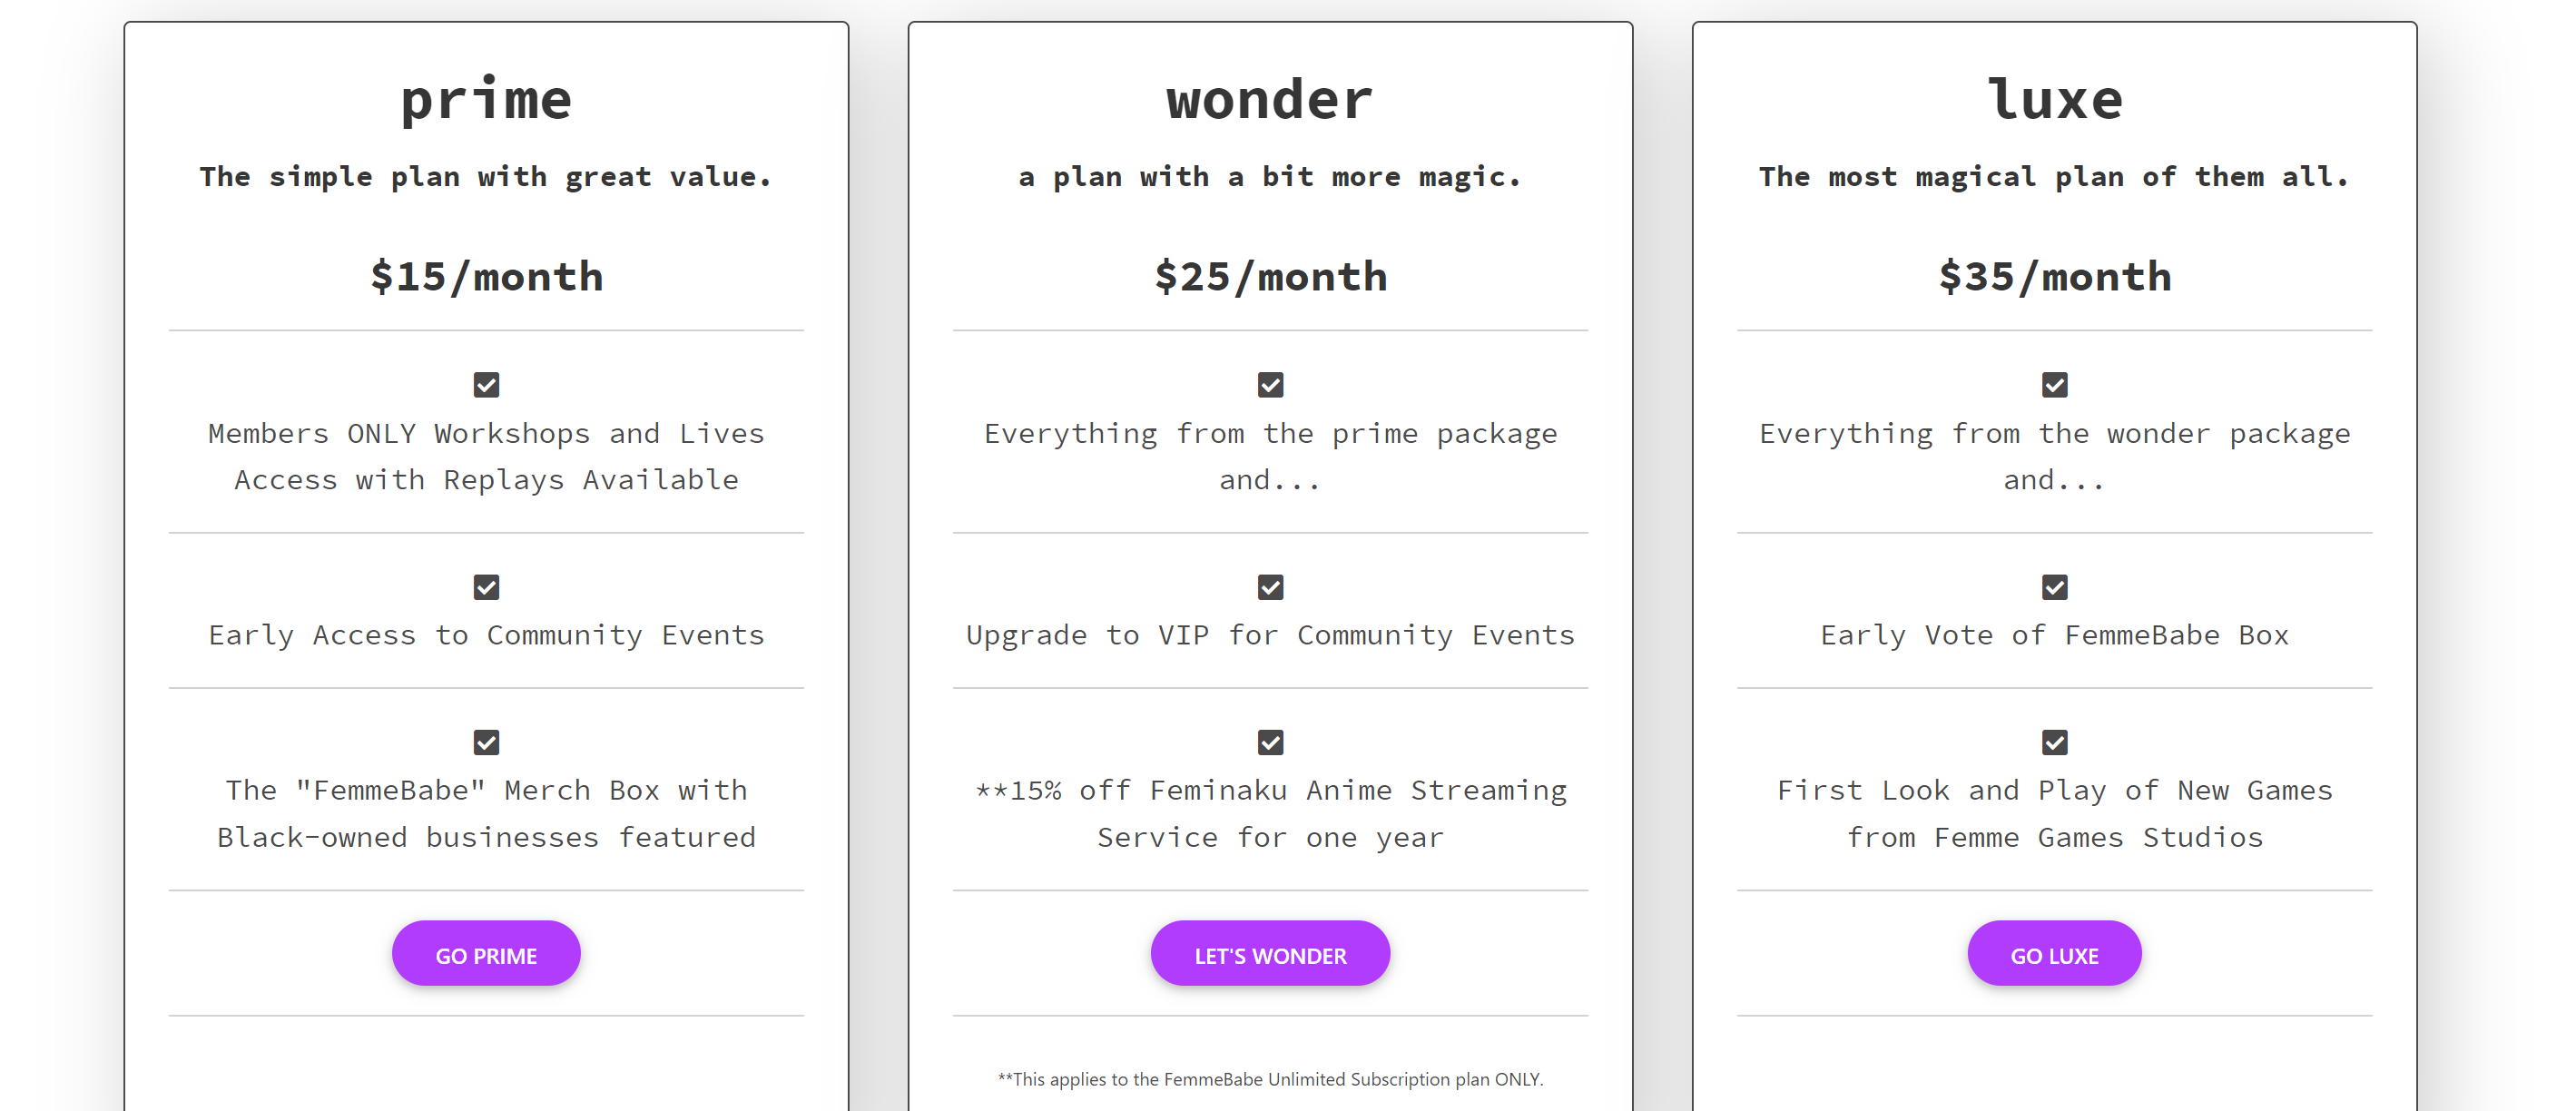 prime
The simple plan with great value.
$15/month
Members ONLY Workshops and Lives
Access with Replays Available
Early Access to Community Events
The "FemmeBabe" Merch Box with
Black-owned businesses featured
GO PRIME
wonder
a plan with a bit more magic.
$25/month
Everything from the prime package
and...
Upgrade to VIP for Community Events
**15% off Feminaku Anime Streaming
Service for one year
LET'S WONDER
**This applies to the FemmeBabe Unlimited Subscription plan ONLY.
luxe
The most magical plan of them all.
$35/month
Everything from the wonder package
and...
Early Vote of FemmeBabe Box
First Look and Play of New Games
from Femme Games Studios
GO LUXE